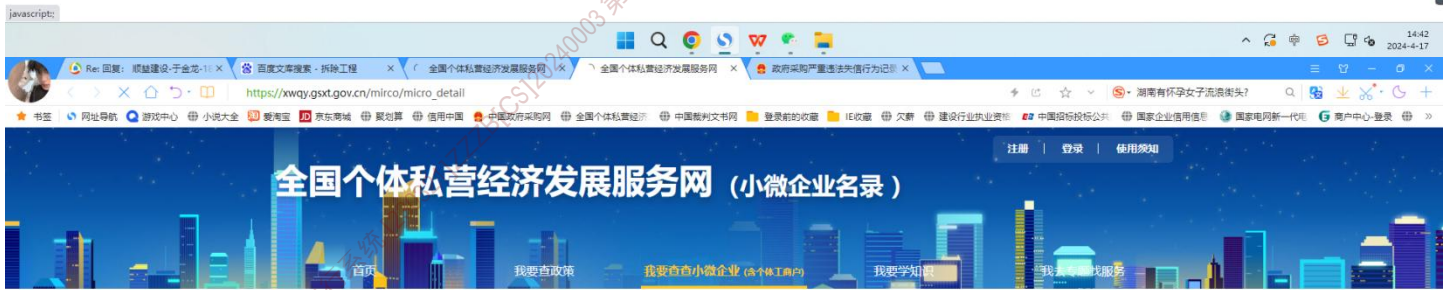 javascript:;
14:42
2024-4-17
Re: 回复: 顺益建设-于金龙-1
百度文库搜索 - 拆除工程
全国个体私营经济发展服务网
全国个体私营经济发展服务网
政府采购严重违法失信行为记录
https://xwqy.gsxt.gov.cn/mirco/micro_detail
湖南有怀孕女子流浪街头?
书签 网址导航 游戏中心 小说大全 爱淘宝 京东商城 聚划算 信用中国 中国政府采购网 全国个体私营经济 中国裁判文书网 登录前的收藏 IE收藏 欠薪 建设行业执业资格 中国招标投标公共 国家企业信用信息 国家电网新一代电 商户中心-登录
注册 | 登录 | 使用须知
全国个体私营经济发展服务网 (小微企业名录)
首页 我要查政策 我要查查小微企业 (含个体工商户) 我要学知识 找服务